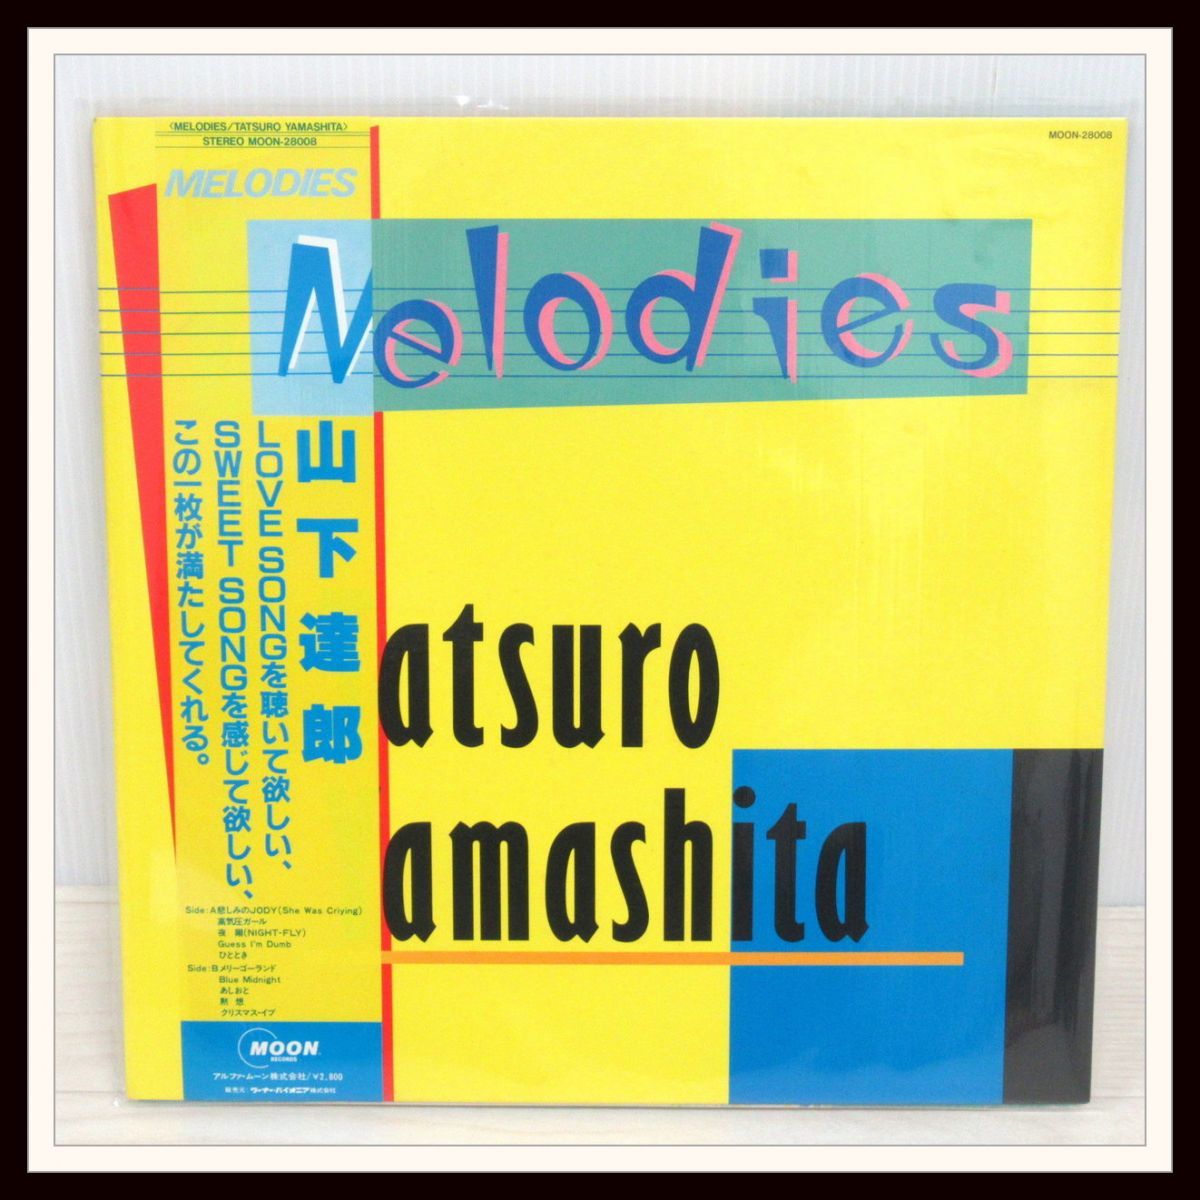 〈MELODIES/TATSURO YAMASHITA〉
STEREO MOON-28008
MOON-28008
MELODIES
Melodies
山下達郎
LOVE SONGを聴いて欲しい、
SWEET SONGを感じて欲しい、
この一枚が満たしてくれる。
atsuro
amashita
Side:A悲しみのJODY(She Was Criying)
高気圧ガール
夜翔(NIGHT-FLY)
Guess I'm Dumb
ひととき
Side:Bメリー・ゴー・ランド
Blue Midnight
あしおと
黙想
クリスマス・イブ
MOON
RECORDS
アルファ・ムーン株式会社/¥2,800
販売元:ワーナー・パイオニア株式会社